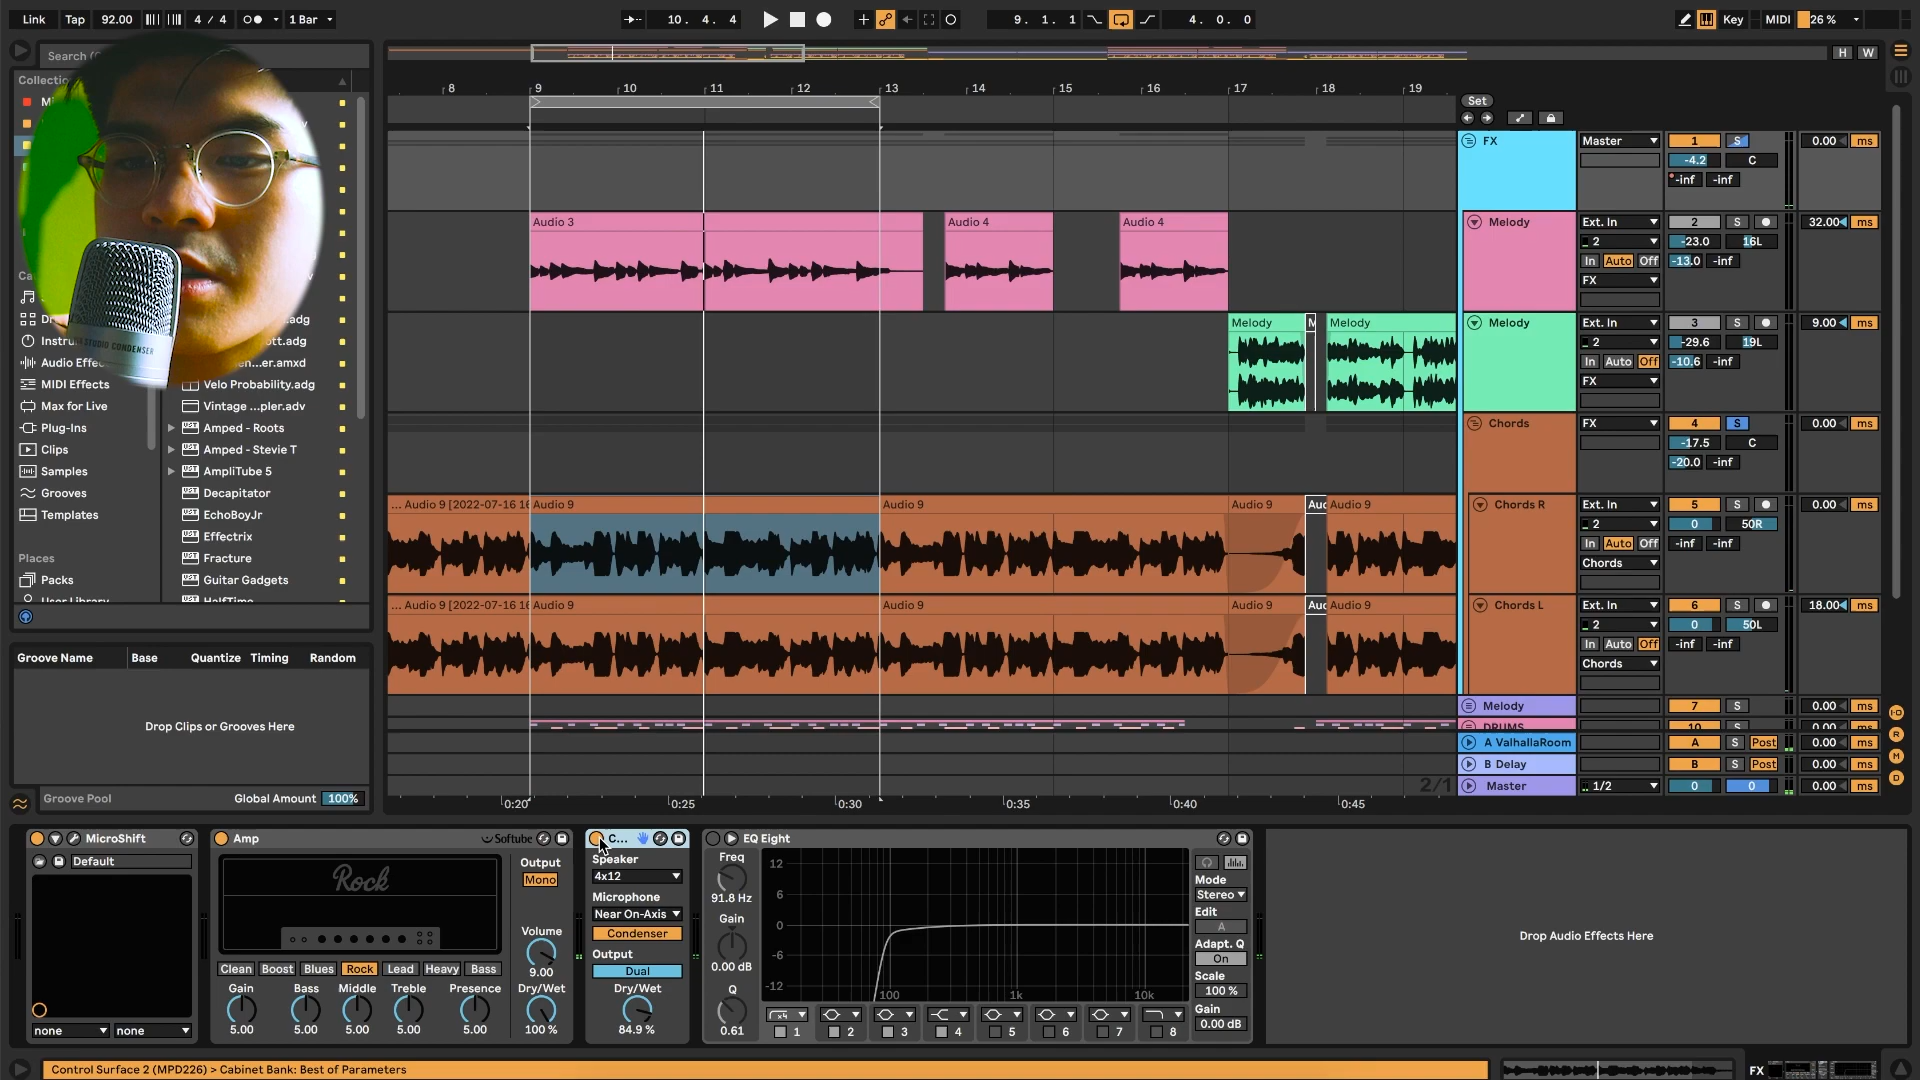 Link Tap 92.00 4 / 4 1 Bar 10. 4. 4 9. 1. 1 4. 0. 0 Key MIDI 26 %
Search
H W
8 9 10 11 12 13 14 15 16 17 18 19
Set
Audio Effe
MIDI Effects
Max for Live
Plug-Ins
Clips
Samples
Grooves
Templates
Places
Packs
User Library
Velo Probability.adg
Vintage ...pler.adv
Amped - Roots
Amped - Stevie T
AmpliTube 5
Decapitator
EchoBoyJr
Effectrix
Fracture
Guitar Gadgets
HalfTime
STUDIO CONDENSER
Groove Name Base Quantize Timing Random
Drop Clips or Grooves Here
Groove Pool Global Amount 100%
Audio 3 Audio 4 Audio 4
Melody M Melody
... Audio 9 [2022-07-16 16 Audio 9 Audio 9 Audio 9 Auc Audio 9
... Audio 9 [2022-07-16 16 Audio 9 Audio 9 Audio 9 Auc Audio 9
2/1
0:20 0:25 0:30 0:35 0:40 0:45
FX Master 1 S 0.00 ms
-4.2 C
-inf -inf
Melody Ext. In 2 S 32.00 ms
2 -23.0 16L
In Auto Off -13.0 -inf
FX
Melody Ext. In 3 S 9.00 ms
2 -29.6 19L
In Auto Off -10.6 -inf
FX
Chords FX 4 S 0.00 ms
-17.5 C
-20.0 -inf
Chords R Ext. In 5 S 0.00 ms
2 0 50R
In Auto Off -inf -inf
Chords
Chords L Ext. In 6 S 18.00 ms
2 0 50L
In Auto Off -inf -inf
Chords
Melody 7 S 0.00 ms
DRUMS 10 S 0.00 ms
A ValhallaRoom A S Post 0.00 ms
B Delay B S Post 0.00 ms
Master 1/2 0 0 0.00 ms
MicroShift
Default
none none
Amp Softube
Rock
Output
Mono
Volume
9.00
Clean Boost Blues Rock Lead Heavy Bass
Gain Bass Middle Treble Presence Dry/Wet
5.00 5.00 5.00 5.00 5.00 100 %
C...
Speaker
4x12
Microphone
Near On-Axis
Condenser
Output
Dual
Dry/Wet
84.9 %
EQ Eight
Freq
91.8 Hz
Gain
0.00 dB
Q
0.61
12
6
0
-6
-12
100 1k 10k
1 2 3 4 5 6 7 8
Mode
Stereo
Edit
A
Adapt. Q
On
Scale
100 %
Gain
0.00 dB
Drop Audio Effects Here
Control Surface 2 (MPD226) > Cabinet Bank: Best of Parameters
FX